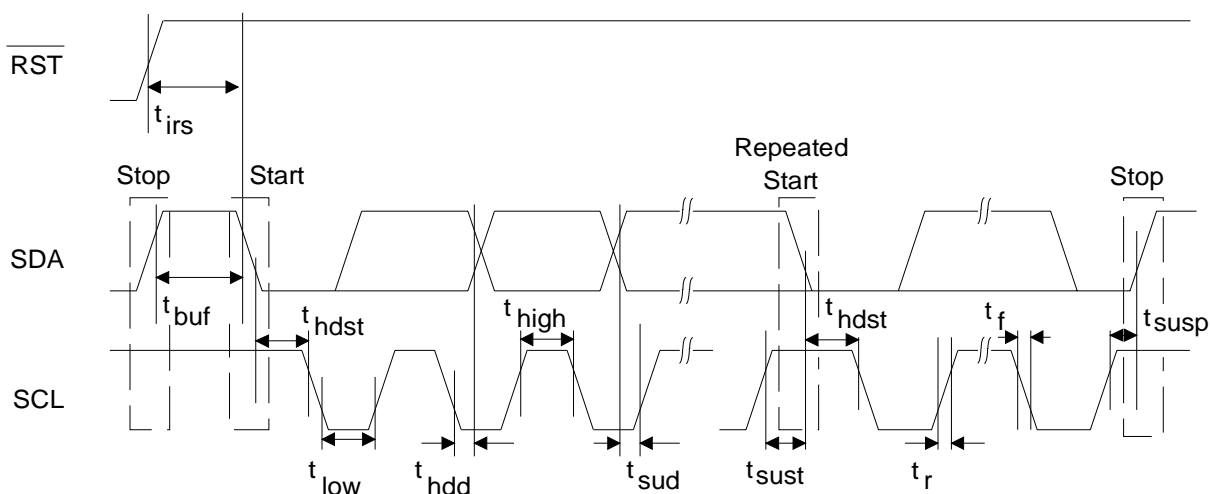 RST
t irs
Repeated
Stop Start Start Stop
SDA
t buf t hdst t high t hdst t f t susp
SCL
t low t hdd t sud t sust t r